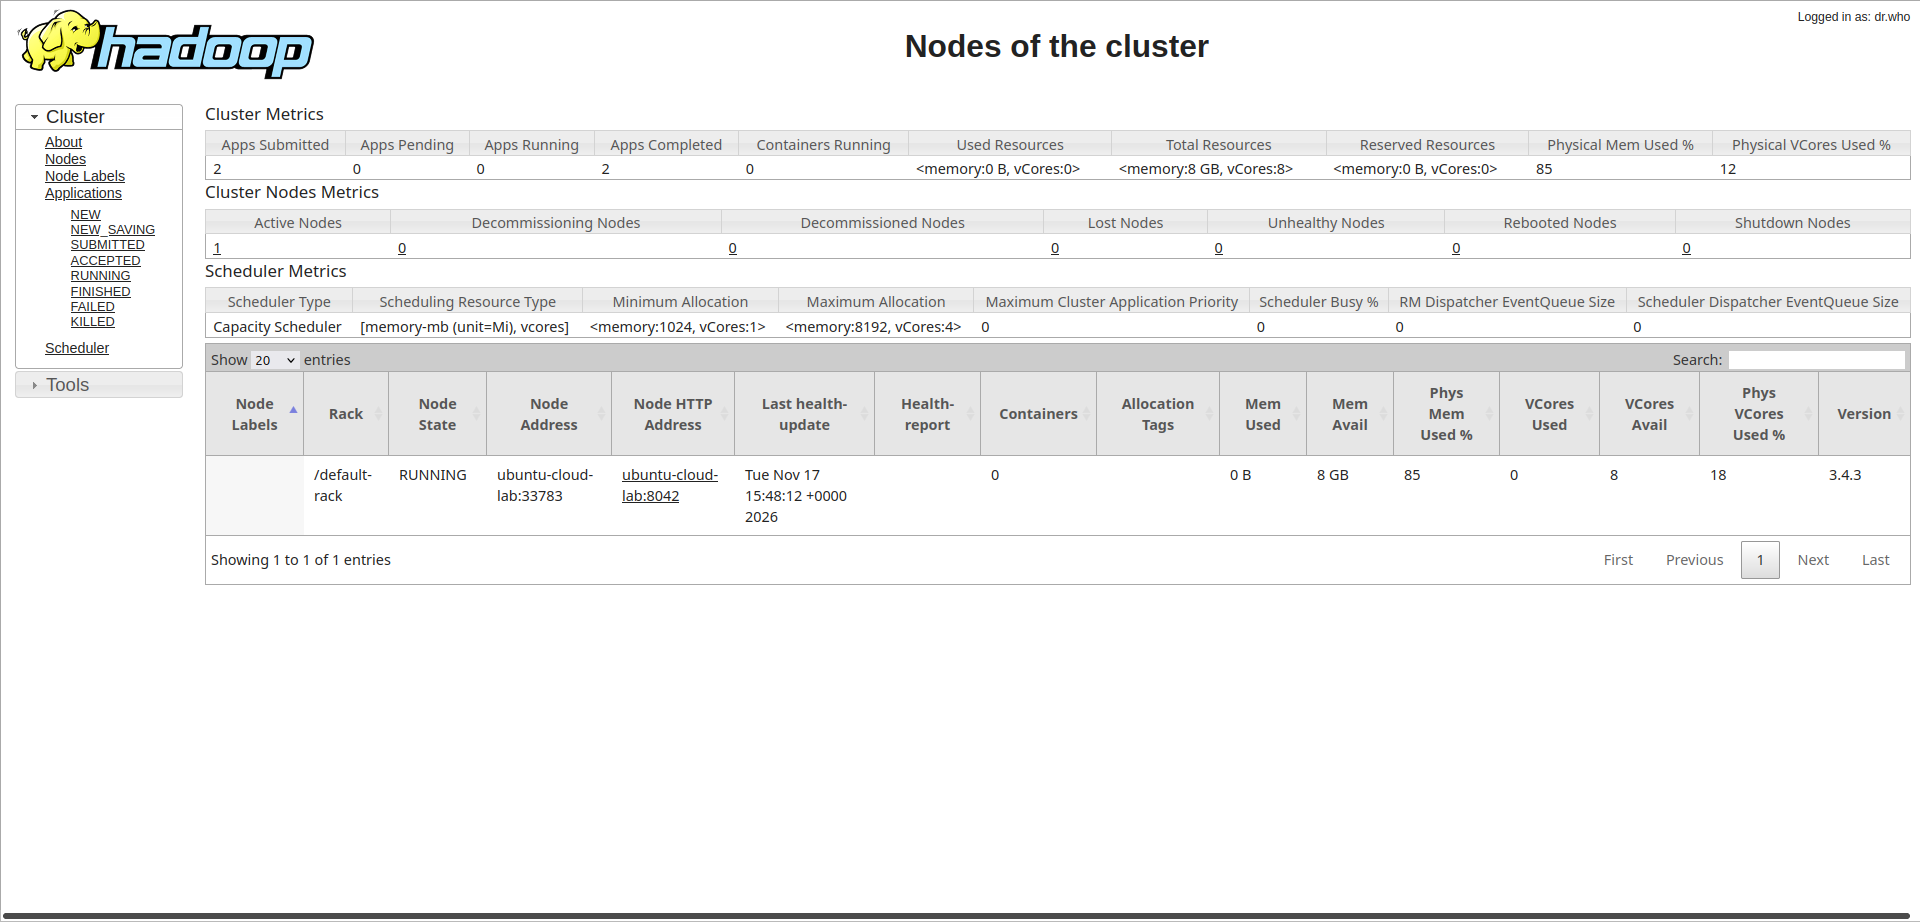 hadoop
Logged in as: dr.who
Nodes of the cluster
Cluster
About
Nodes
Node Labels
Applications
NEW
NEW_SAVING
SUBMITTED
ACCEPTED
RUNNING
FINISHED
FAILED
KILLED
Scheduler
Tools
Cluster Metrics
Apps Submitted Apps Pending Apps Running Apps Completed Containers Running Used Resources Total Resources Reserved Resources Physical Mem Used % Physical VCores Used %
2 0 0 2 0 <memory:0 B, vCores:0> <memory:8 GB, vCores:8> <memory:0 B, vCores:0> 85 12
Cluster Nodes Metrics
Active Nodes Decommissioning Nodes Decommissioned Nodes Lost Nodes Unhealthy Nodes Rebooted Nodes Shutdown Nodes
1 0 0 0 0 0 0
Scheduler Metrics
Scheduler Type Scheduling Resource Type Minimum Allocation Maximum Allocation Maximum Cluster Application Priority Scheduler Busy % RM Dispatcher EventQueue Size Scheduler Dispatcher EventQueue Size
Capacity Scheduler [memory-mb (unit=Mi), vcores] <memory:1024, vCores:1> <memory:8192, vCores:4> 0 0 0 0
Show 20 entries Search:
Node Labels Rack Node State Node Address Node HTTP Address Last health-update Health-report Containers Allocation Tags Mem Used Mem Avail Phys Mem Used % VCores Used VCores Avail Phys VCores Used % Version
/default- RUNNING ubuntu-cloud- ubuntu-cloud- Tue Nov 17 0 0 B 8 GB 85 0 8 18 3.4.3
rack lab:33783 lab:8042 15:48:12 +0000
2026
Showing 1 to 1 of 1 entries First Previous 1 Next Last